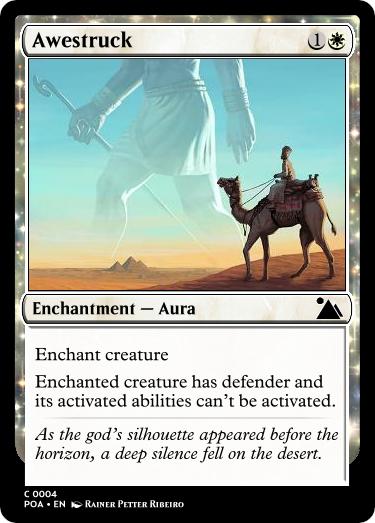 Awestruck 1
Enchantment — Aura
Enchant creature
Enchanted creature has defender and
its activated abilities can't be activated.
As the god's silhouette appeared before the
horizon, a deep silence fell on the desert.
C 0004
POA • EN Rainer Petter Ribeiro